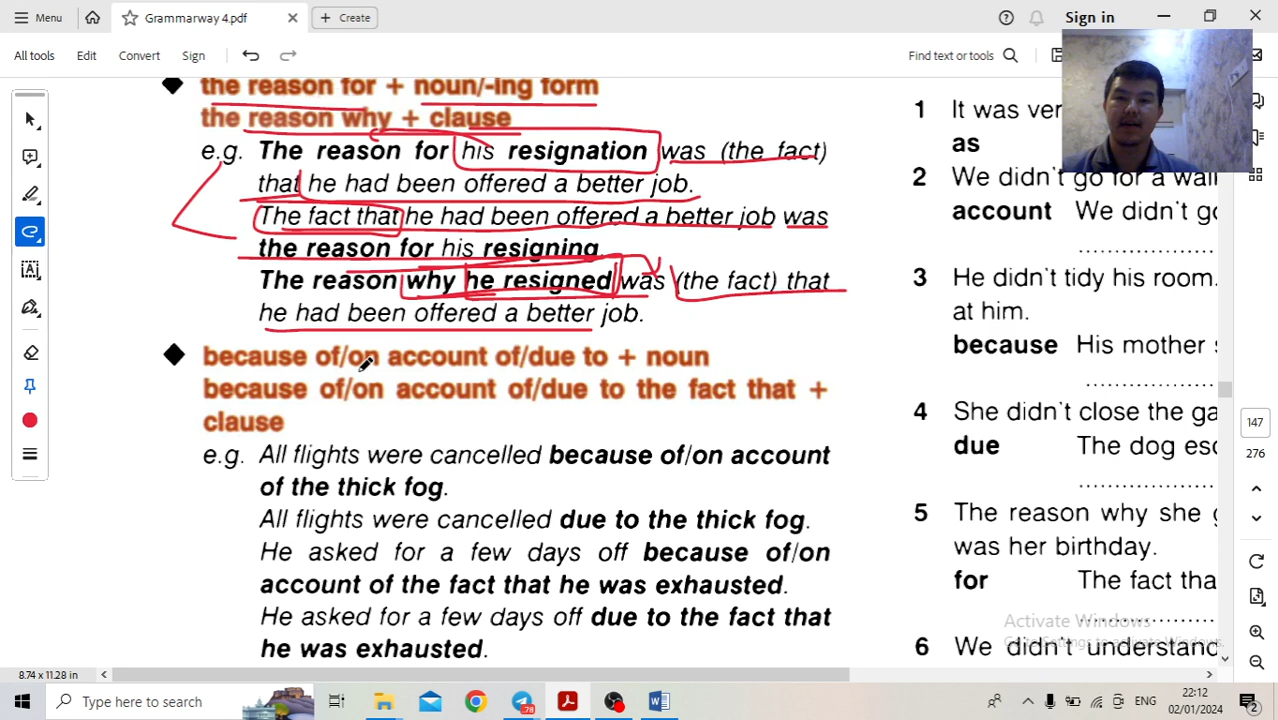 Menu
Grammarway 4.pdf
Create
Sign in
All tools
Edit
Convert
Sign
Find text or tools
the reason for + noun/-ing form
the reason why + clause
e.g. The reason for his resignation was (the fact)
that he had been offered a better job.
The fact that he had been offered a better job was
the reason for his resigning
The reason why he resigned was (the fact) that
he had been offered a better job.
because of/on account of/due to + noun
because of/on account of/due to the fact that +
clause
e.g. All flights were cancelled because of/on account
of the thick fog.
All flights were cancelled due to the thick fog.
He asked for a few days off because of/on
account of the fact that he was exhausted.
He asked for a few days off due to the fact that
he was exhausted.
1 It was
as
2 We didn't go for a
account We didn't
3 He didn't tidy his room.
at him.
because His mother
4 She didn't close the
due The dog
5 The reason why she
was her birthday.
for The fact
6 We didn't
147
276
Activate Windows
Go to Settings to activate Windows.
8.74 x 11.28 in
Type here to search
78
ENG
22:12
02/01/2024
2